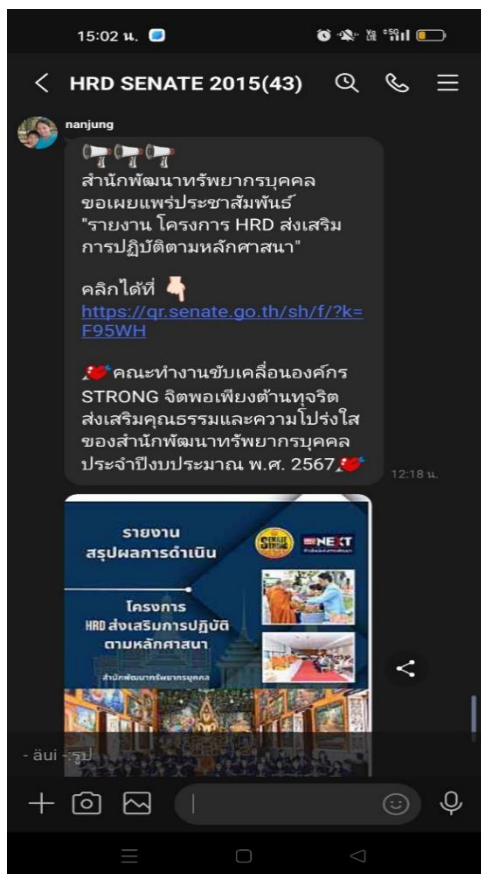 15:02 น.
HRD SENATE 2015(43)
nanjung
สำนักพัฒนาทรัพยากรบุคคล
ขอเผยแพร่ประชาสัมพันธ์
"รายงาน โครงการ HRD ส่งเสริม
การปฏิบัติตามหลักศาสนา"
คลิกได้ที่
https://qr.senate.go.th/sh/f/?k=
F95WH
คณะทำงานขับเคลื่อนองค์กร
STRONG จิตพอเพียงต้านทุจริต
ส่งเสริมคุณธรรมและความโปร่งใส
ของสำนักพัฒนาทรัพยากรบุคคล
ประจำปีงบประมาณ พ.ศ. 2567
12:18 น.
รายงาน
สรุปผลการดำเนิน
SENATE
STRONG
NEXT
โครงการ
HRD ส่งเสริมการปฏิบัติ
ตามหลักศาสนา
สำนักพัฒนาทรัพยากรบุคคล
- äui -:รูป